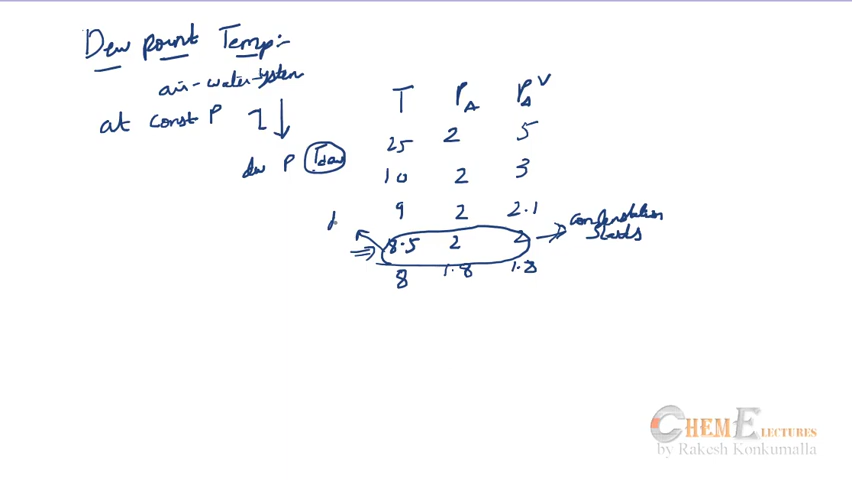 Dew point Temp:-
air-water system
at const P T↓
dew P Tdew
T P_A P_A^V
25 2 5
10 2 3
9 2 2.1
8.5 2 2 → condensation starts
8 1.8 1.8
CHEM E LECTURES
by Rakesh Konkumalla